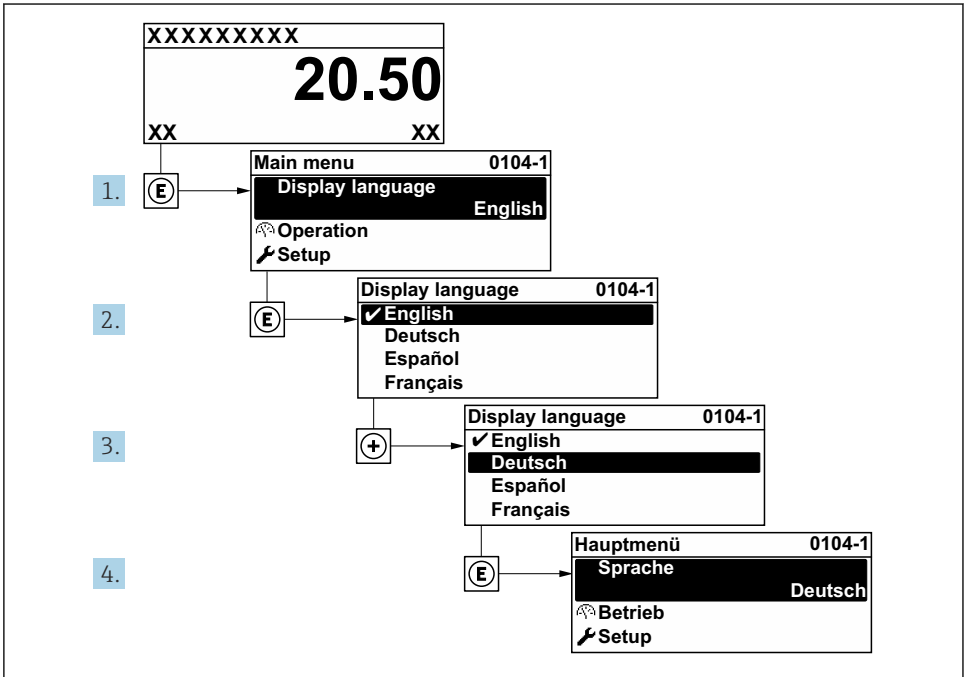 XXXXXXXXX
20.50
XX XX
Main menu 0104-1
1. E Display language
English
Operation
Setup
Display language 0104-1
2. E ✔English
Deutsch
Español
Français
Display language 0104-1
3. + ✔English
Deutsch
Español
Français
Hauptmenü 0104-1
4. E Sprache
Deutsch
Betrieb
Setup